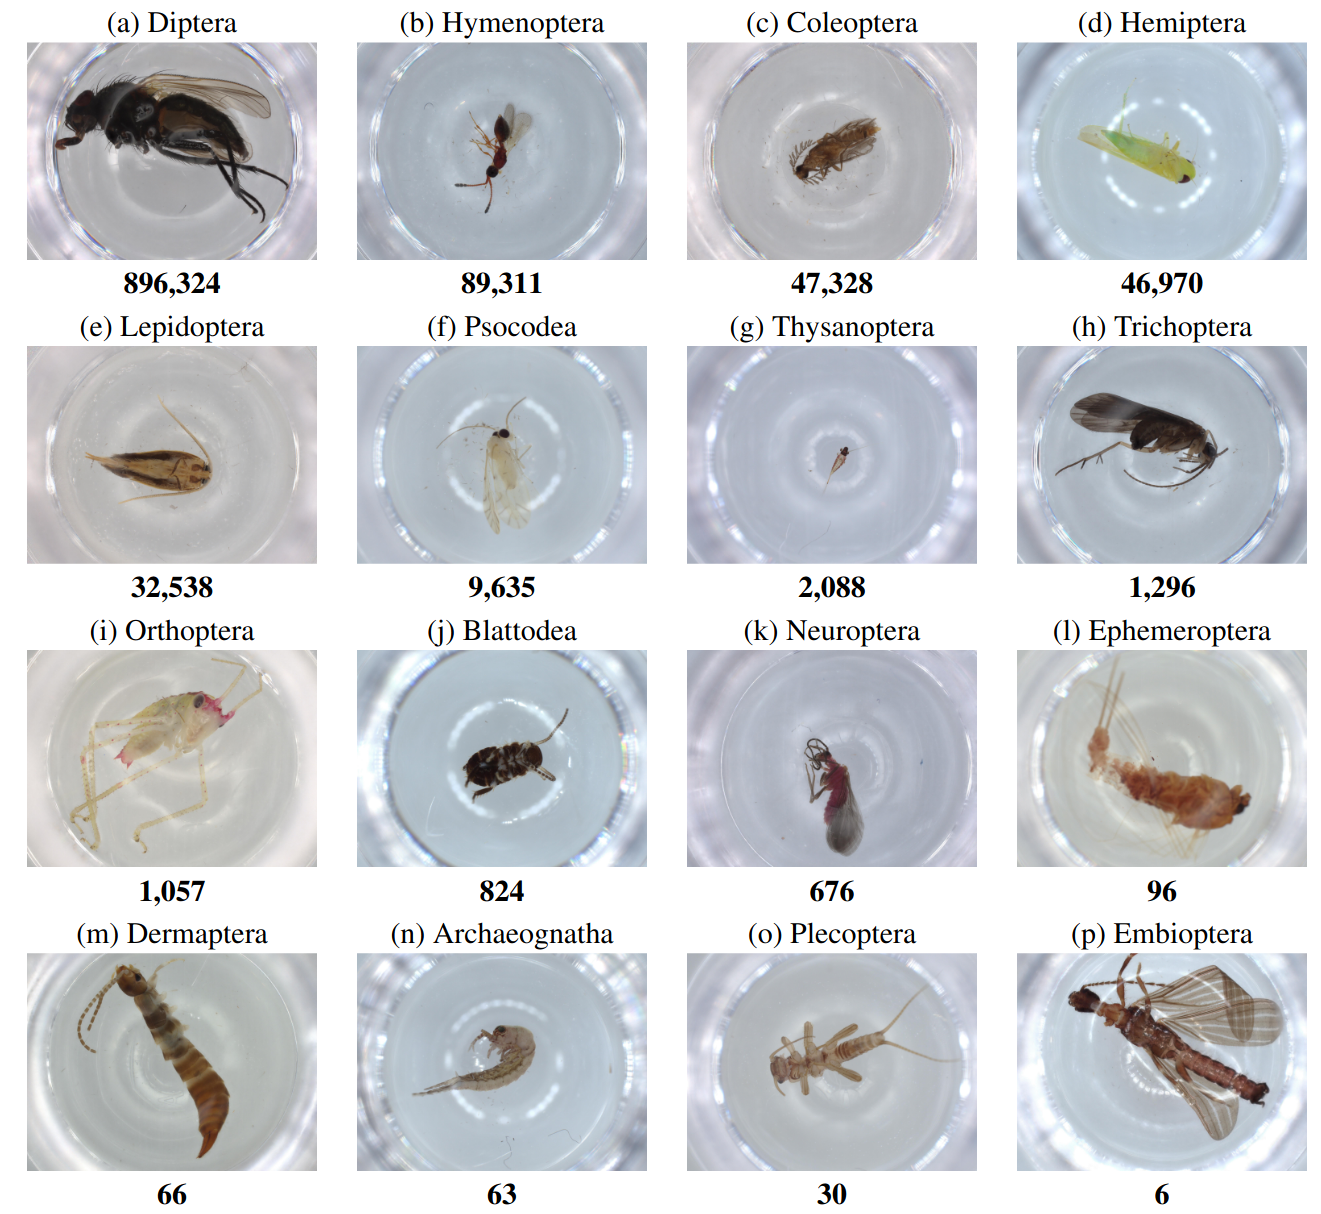 (a) Diptera
(b) Hymenoptera
(c) Coleoptera
(d) Hemiptera
896,324
89,311
47,328
46,970
(e) Lepidoptera
(f) Psocodea
(g) Thysanoptera
(h) Trichoptera
32,538
9,635
2,088
1,296
(i) Orthoptera
(j) Blattodea
(k) Neuroptera
(l) Ephemeroptera
1,057
824
676
96
(m) Dermaptera
(n) Archaeognatha
(o) Plecoptera
(p) Embioptera
66
63
30
6